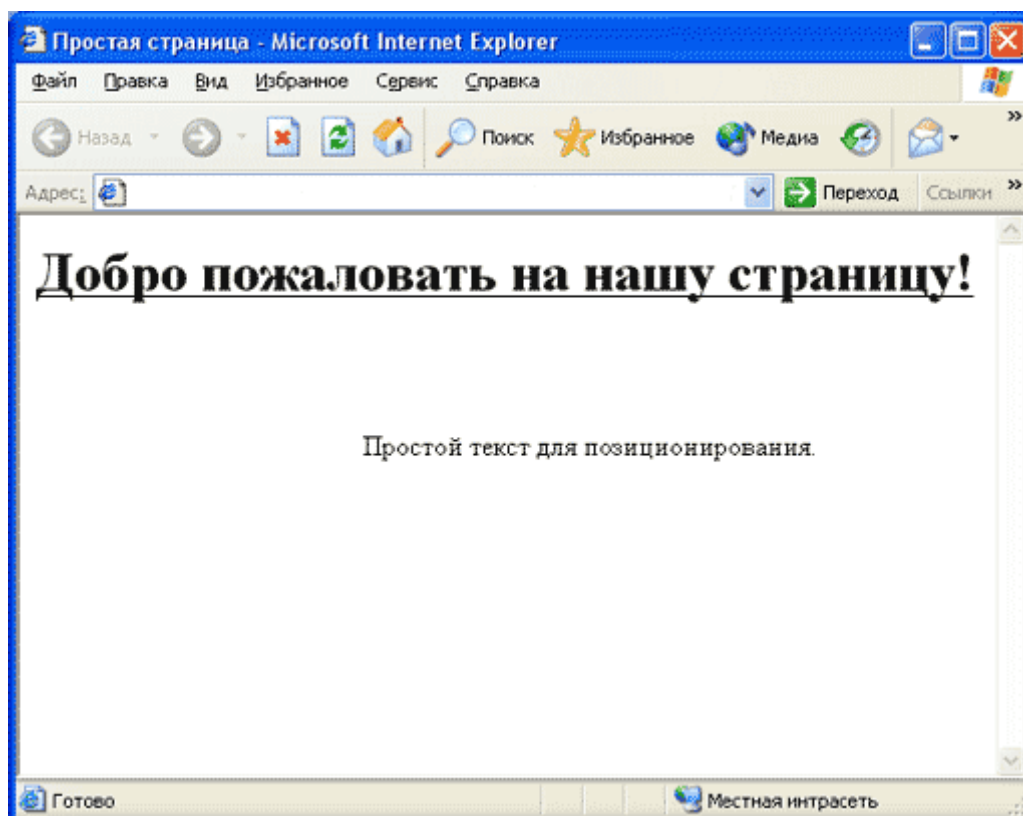 Простая страница - Microsoft Internet Explorer
Файл Правка Вид Избранное Сервис Справка
Назад Поиск Избранное Медиа »
Адрес: Переход Ссылки »
Добро пожаловать на нашу страницу!
Простой текст для позиционирования.
Готово Местная интрасеть